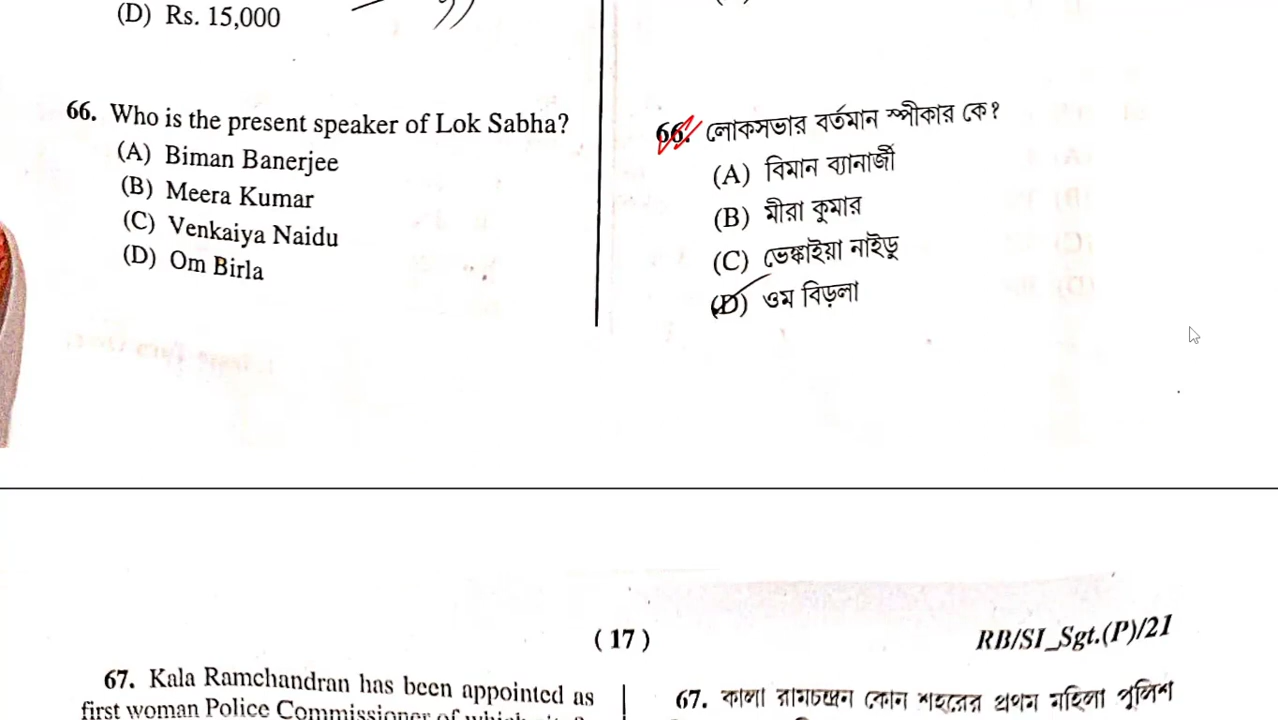 (D) Rs. 15,000
66. Who is the present speaker of Lok Sabha?
(A) Biman Banerjee
(B) Meera Kumar
(C) Venkaiya Naidu
(D) Om Birla
66. লোকসভার বর্তমান স্পীকার কে?
(A) বিমান ব্যানার্জী
(B) মীরা কুমার
(C) ভেঙ্কাইয়া নাইডু
(D) ওম বিড়লা
( 17 )
RB/SI_Sgt.(P)/21
67. Kala Ramchandran has been appointed as
first woman Police Commissioner of which
67. কালা রামচন্দ্রন কোন শহরের প্রথম মহিলা পুলিশ